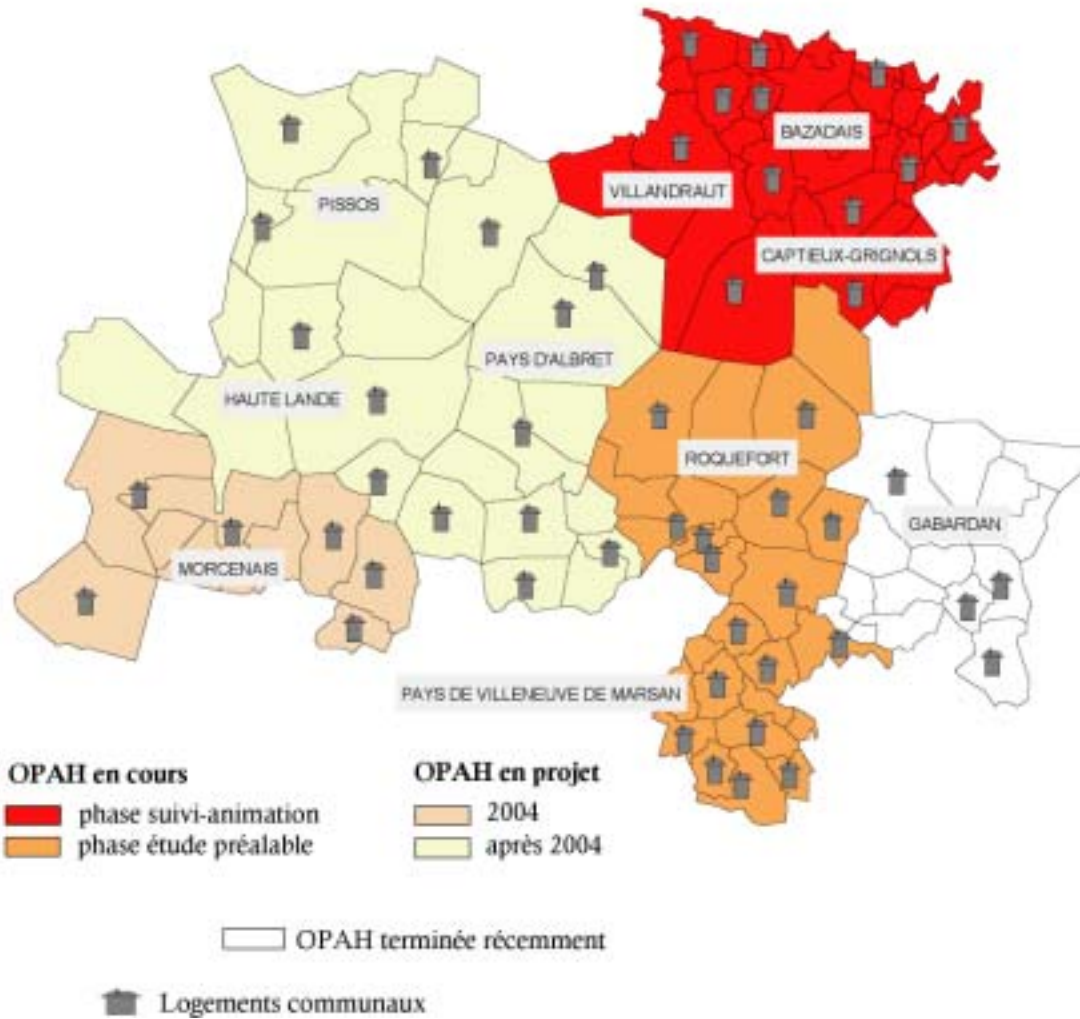 BAZADAIS
VILLANDRAUT
PISSOS
CAPTIEUX-GRIGNOLS
PAYS D'ALBRET
HAUTE LANDE
ROQUEFORT
GABARDAN
MORCENAIS
PAYS DE VILLENEUVE DE MARSAN
OPAH en cours
phase suivi-animation
phase étude préalable
OPAH en projet
2004
après 2004
OPAH terminée récemment
Logements communaux